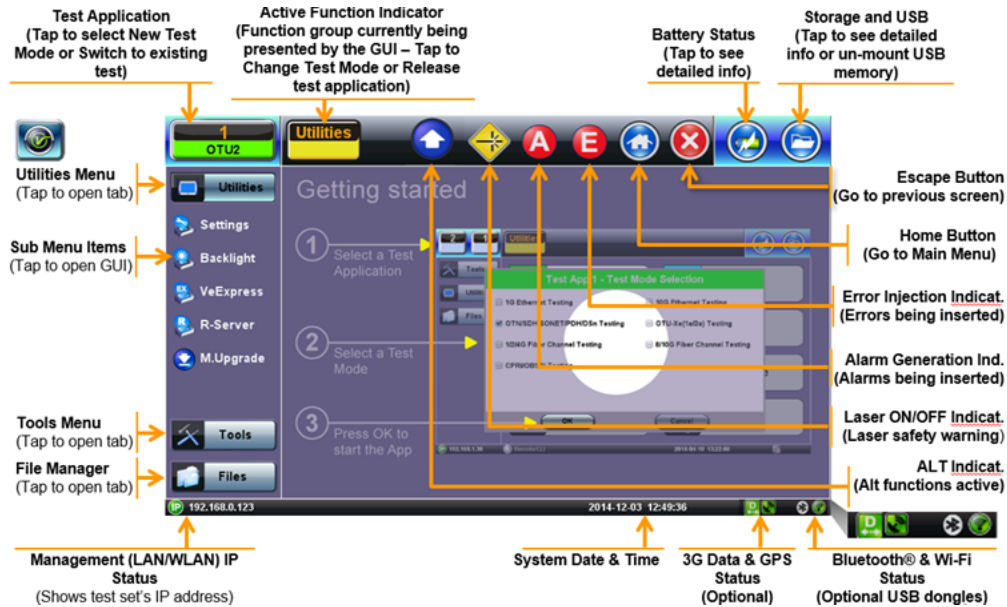 Test Application
(Tap to select New Test
Mode or Switch to existing
test)
Active Function Indicator
(Function group currently being
presented by the GUI – Tap to
Change Test Mode or Release
test application)
Battery Status
(Tap to see
detailed info)
Storage and USB
(Tap to see detailed
info or un-mount USB
memory)
1
OTU2
Utilities
A
E
Utilities Menu
(Tap to open tab)
Utilities
Sub Menu Items
(Tap to open GUI)
Settings
Backlight
VeExpress
R-Server
M.Upgrade
Tools Menu
(Tap to open tab)
Tools
File Manager
(Tap to open tab)
Files
Getting started
1
Select a Test
Application
2
Select a Test
Mode
3
Press OK to
start the App
2
1
Utilities
Tools
Files
Test App 1 - Test Mode Selection
1G Ethernet Testing
10G Ethernet Testing
OTN/SDH/SONET/PDH/DSn Testing
OTU-Xe(1e/2e) Testing
1/2/4G Fiber Channel Testing
8/10G Fiber Channel Testing
OK
Cancel
Escape Button
(Go to previous screen)
Home Button
(Go to Main Menu)
Error Injection Indicat.
(Errors being inserted)
Alarm Generation Ind.
(Alarms being inserted)
Laser ON/OFF Indicat.
(Laser safety warning)
ALT Indicat.
(Alt functions active)
IP
192.168.0.123
2014-12-03 12:49:36
D
D
Management (LAN/WLAN) IP
Status
(Shows test set's IP address)
System Date & Time
3G Data & GPS
Status
(Optional)
Bluetooth® & Wi-Fi
Status
(Optional USB dongles)